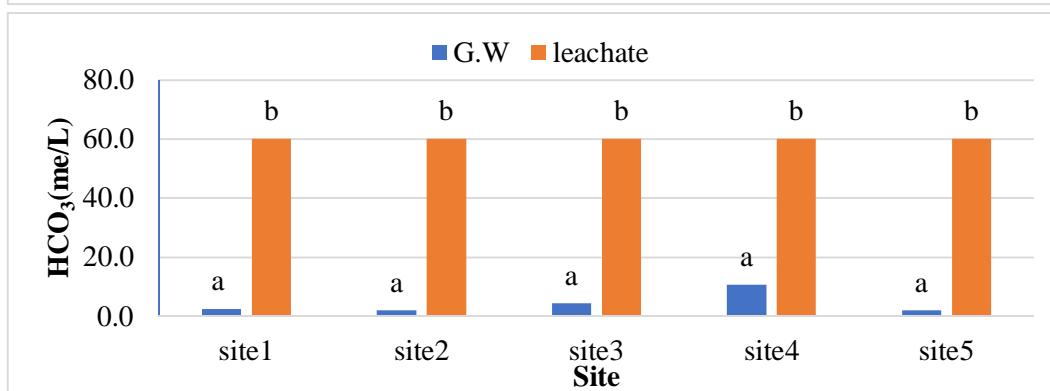 G.W leachate
80.0
60.0
40.0
20.0
0.0
HCO₃(me/L)
a b a b a b a b a b
site1 site2 site3 site4 site5
Site